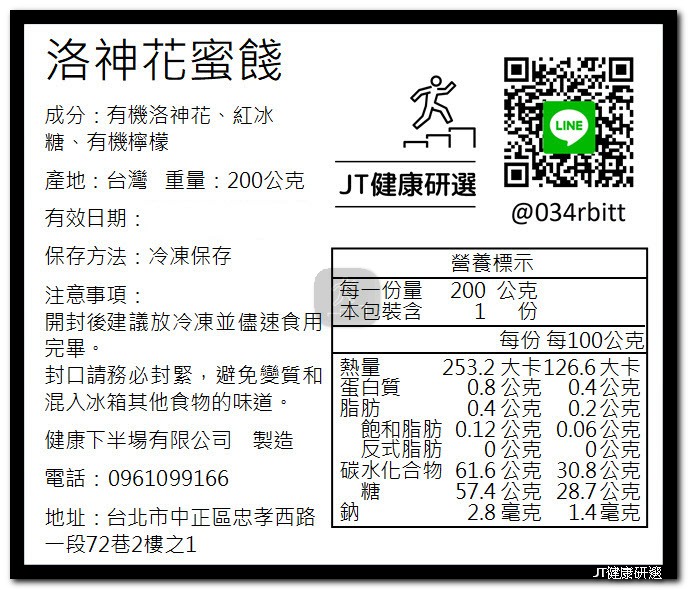 洛神花蜜餞
成分：有機洛神花、紅冰
糖、有機檸檬
產地：台灣 重量：200公克
有效日期：
保存方法：冷凍保存
注意事項：
開封後建議放冷凍並儘速食用
完畢。
封口請務必封緊，避免變質和
混入冰箱其他食物的味道。
健康下半場有限公司 製造
電話：0961099166
地址：台北市中正區忠孝西路
一段72巷2樓之1
JT健康研選
LINE
@034rbitt
營養標示
每一份量 200 公克
本包裝含 1 份
每份 每100公克
熱量 253.2 大卡 126.6 大卡
蛋白質 0.8 公克 0.4 公克
脂肪 0.4 公克 0.2 公克
飽和脂肪 0.12 公克 0.06 公克
反式脂肪 0 公克 0 公克
碳水化合物 61.6 公克 30.8 公克
糖 57.4 公克 28.7 公克
鈉 2.8 毫克 1.4 毫克
JT健康研選